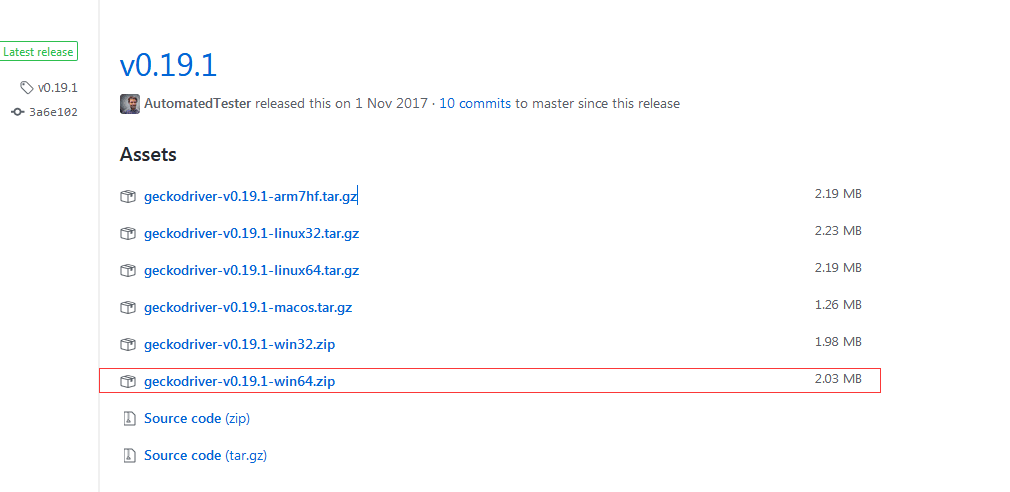 Latest release
v0.19.1
3a6e102
v0.19.1
AutomatedTester released this on 1 Nov 2017 · 10 commits to master since this release
Assets
geckodriver-v0.19.1-arm7hf.tar.gz 2.19 MB
geckodriver-v0.19.1-linux32.tar.gz 2.23 MB
geckodriver-v0.19.1-linux64.tar.gz 2.19 MB
geckodriver-v0.19.1-macos.tar.gz 1.26 MB
geckodriver-v0.19.1-win32.zip 1.98 MB
geckodriver-v0.19.1-win64.zip 2.03 MB
Source code (zip)
Source code (tar.gz)